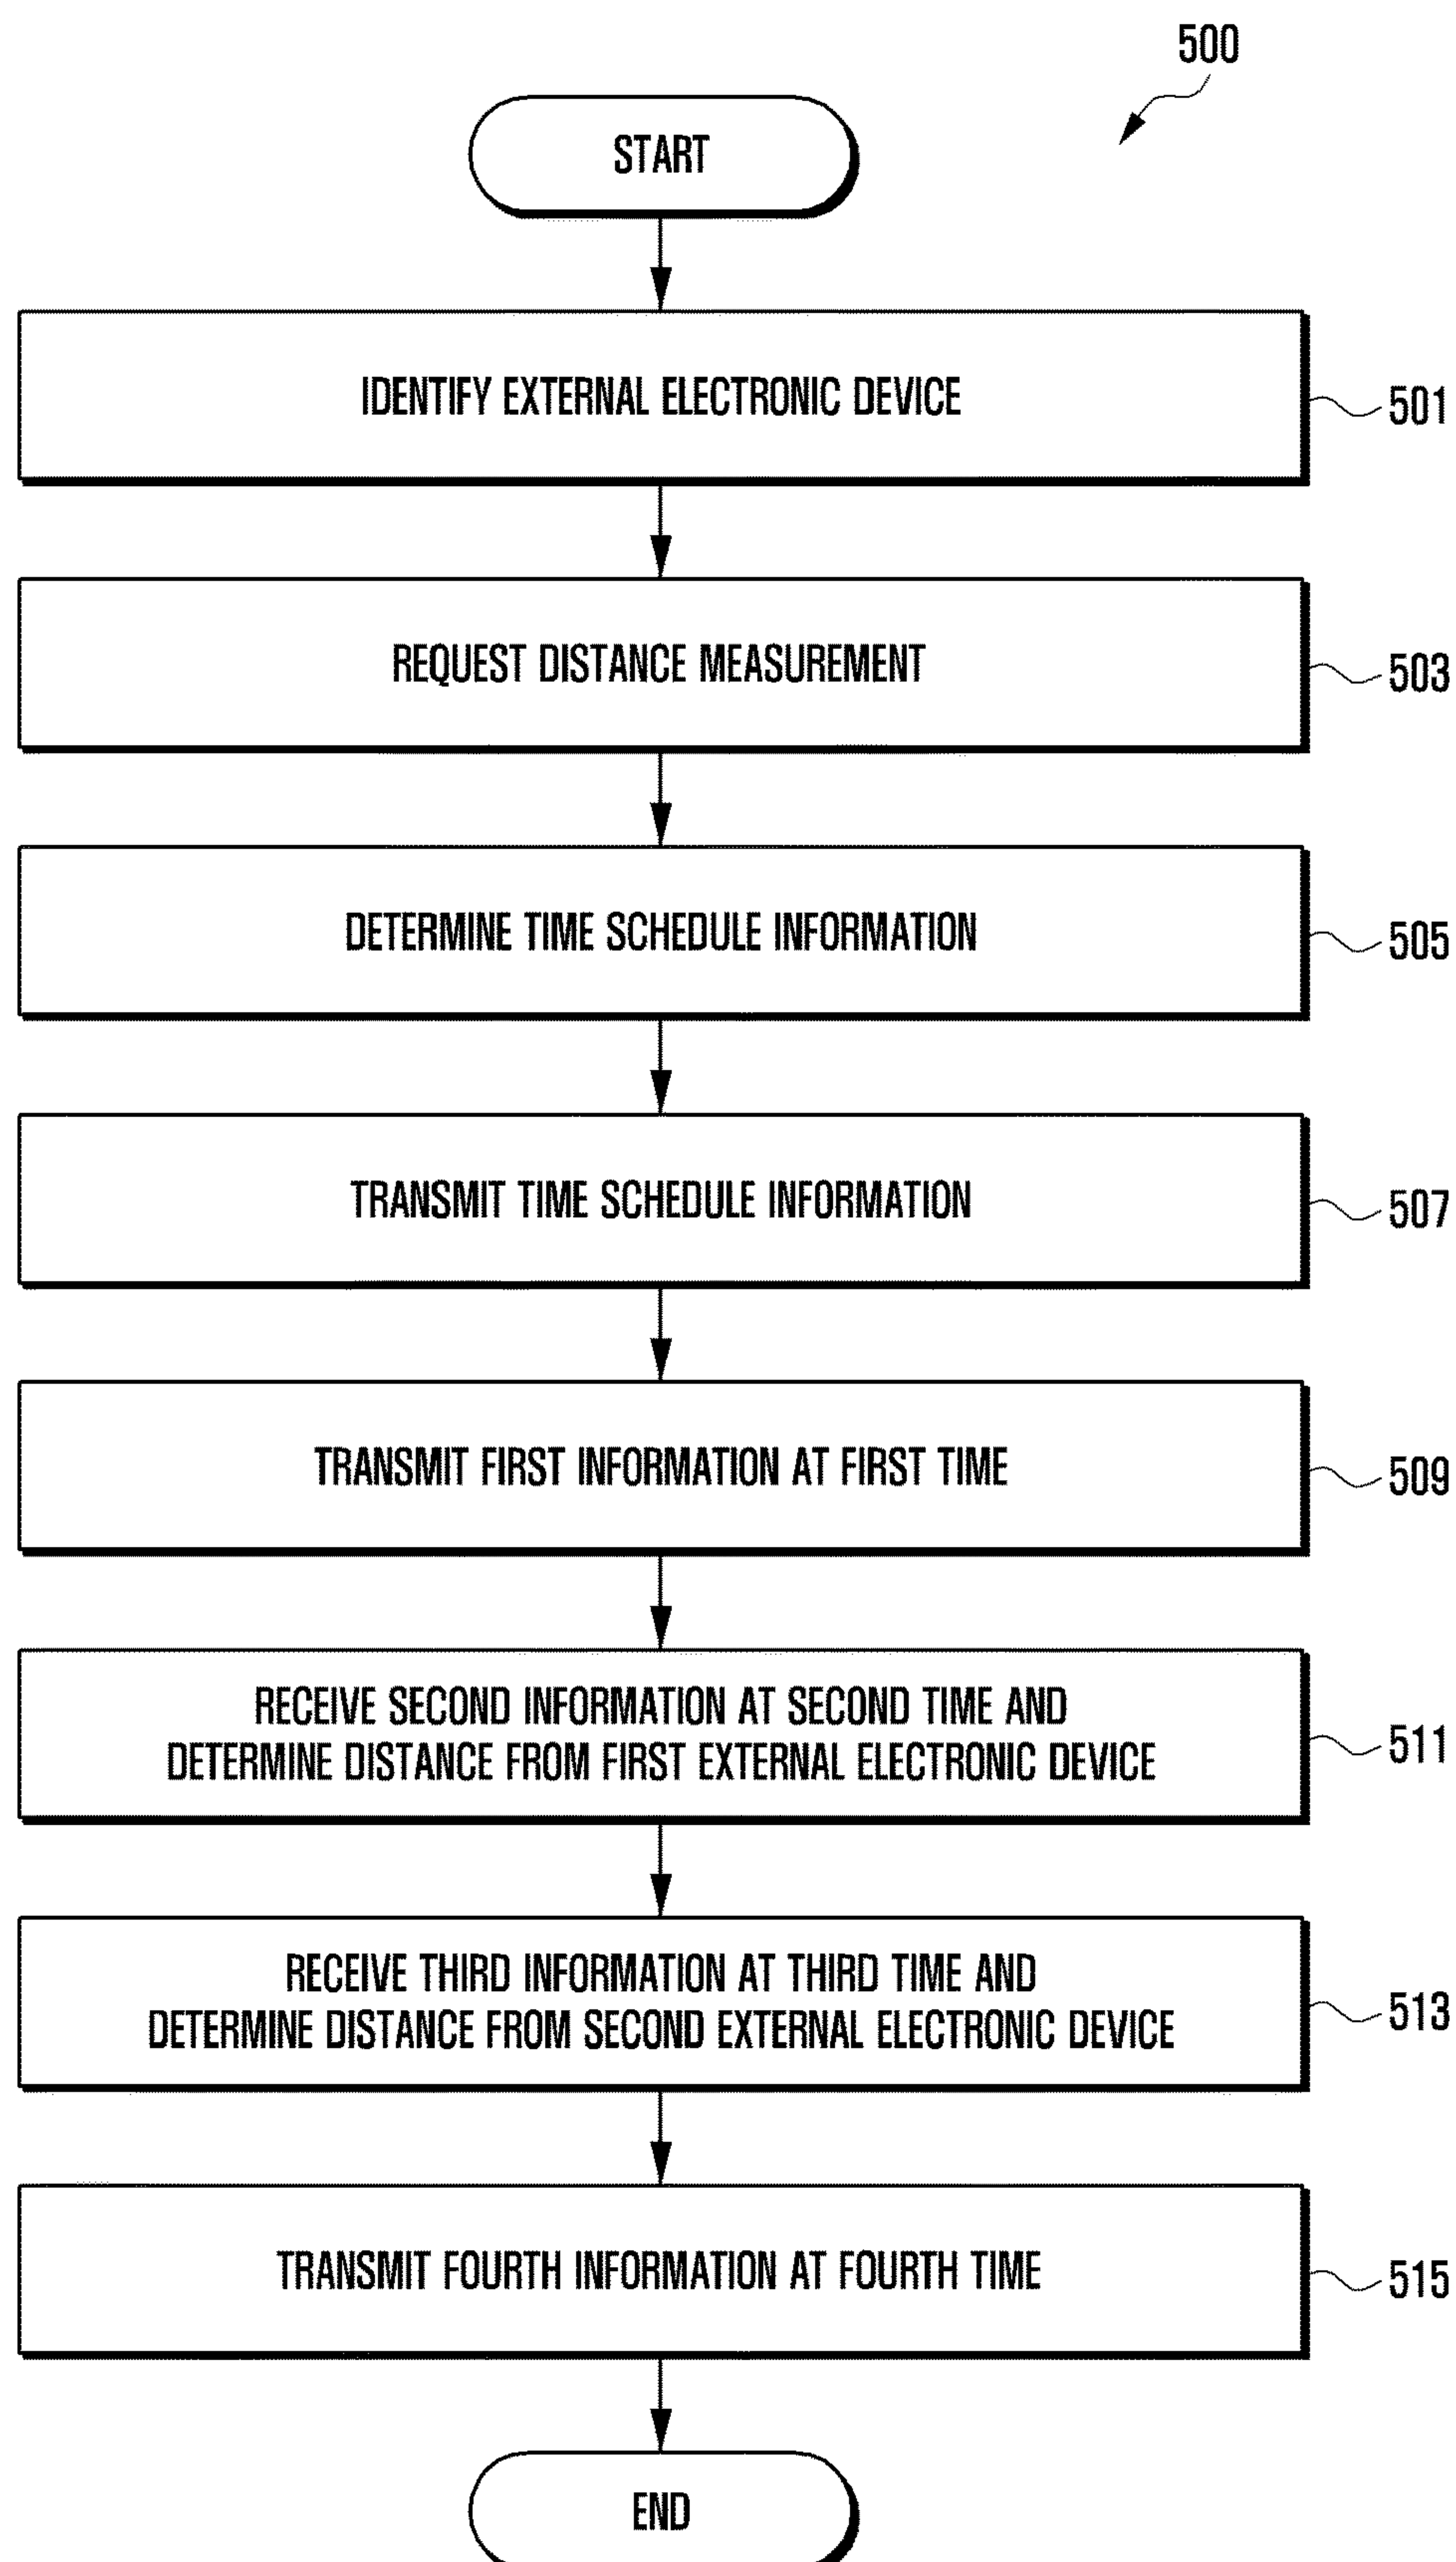 500
START
IDENTIFY EXTERNAL ELECTRONIC DEVICE
501
REQUEST DISTANCE MEASUREMENT
503
DETERMINE TIME SCHEDULE INFORMATION
505
TRANSMIT TIME SCHEDULE INFORMATION
507
TRANSMIT FIRST INFORMATION AT FIRST TIME
509
RECEIVE SECOND INFORMATION AT SECOND TIME AND
DETERMINE DISTANCE FROM FIRST EXTERNAL ELECTRONIC DEVICE
511
RECEIVE THIRD INFORMATION AT THIRD TIME AND
DETERMINE DISTANCE FROM SECOND EXTERNAL ELECTRONIC DEVICE
513
TRANSMIT FOURTH INFORMATION AT FOURTH TIME
515
END